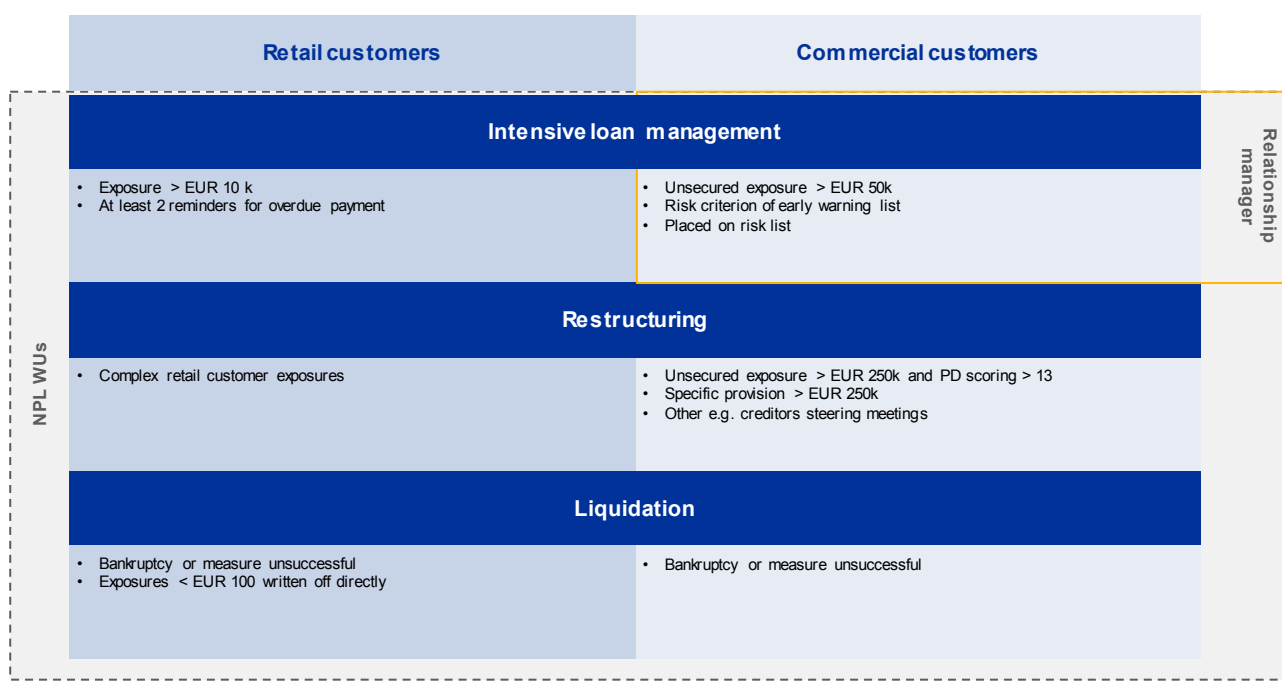 Retail customers
Commercial customers
Intensive loan management
Relationship
manager
• Exposure > EUR 10 k
• At least 2 reminders for overdue payment
• Unsecured exposure > EUR 50k
• Risk criterion of early warning list
• Placed on risk list
Restructuring
NPL WUs
• Complex retail customer exposures
• Unsecured exposure > EUR 250k and PD scoring > 13
• Specific provision > EUR 250k
• Other e.g. creditors steering meetings
Liquidation
• Bankruptcy or measure unsuccessful
• Exposures < EUR 100 written off directly
• Bankruptcy or measure unsuccessful